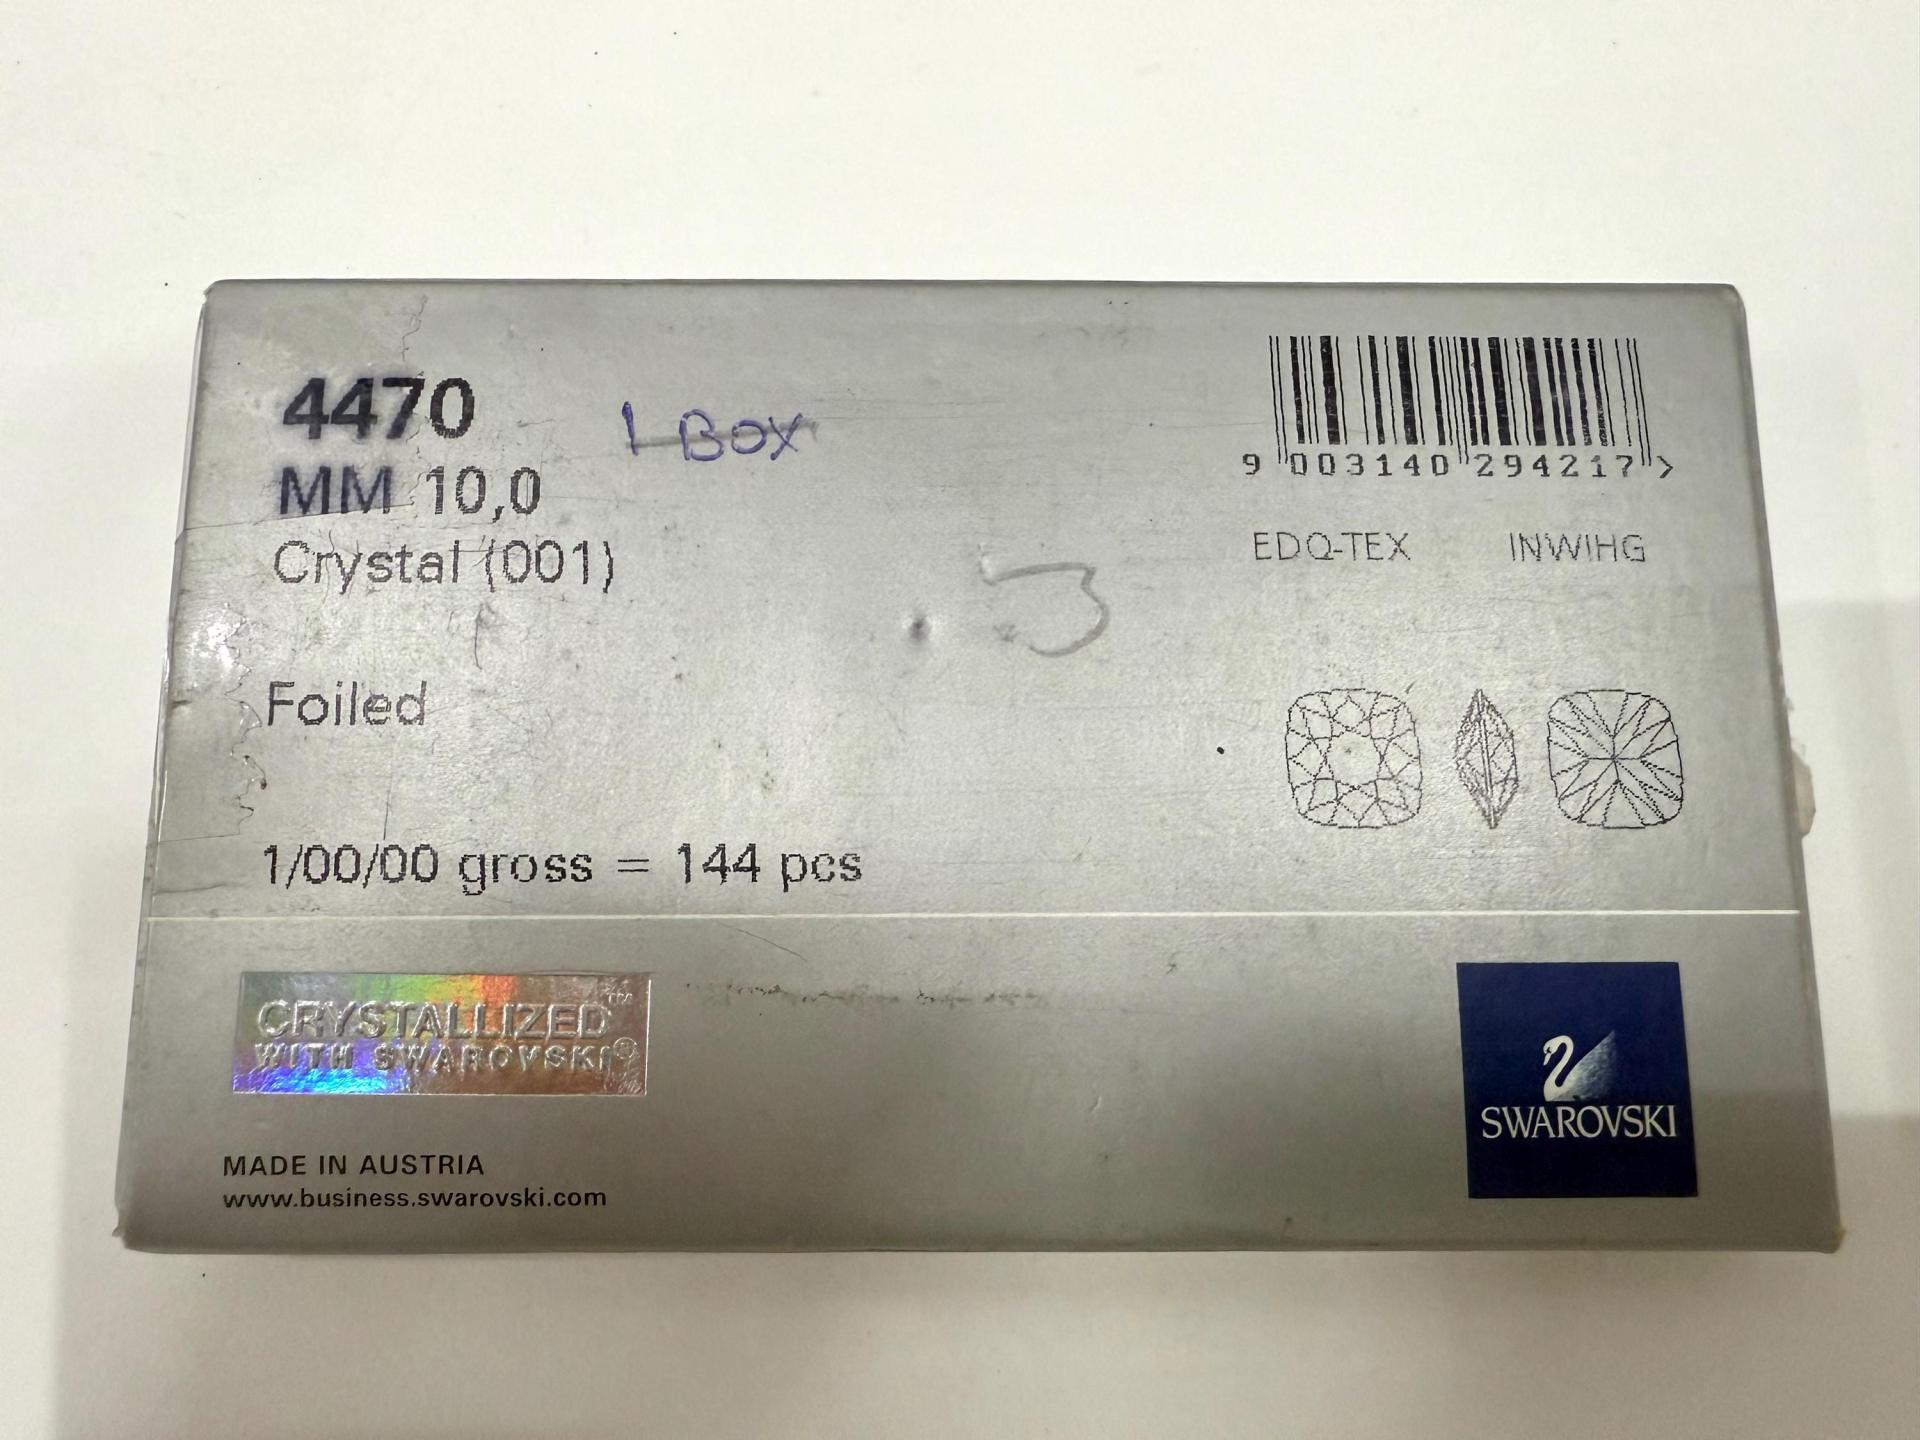 4470
1 BOX
MM 10,0
Crystal (001)
Foiled
1/00/00 gross = 144 pcs
9 003140 294217 >
EDQ-TEX INWIHG
CRYSTALLIZED™
WITH SWAROVSKI®
MADE IN AUSTRIA
www.business.swarovski.com
SWAROVSKI